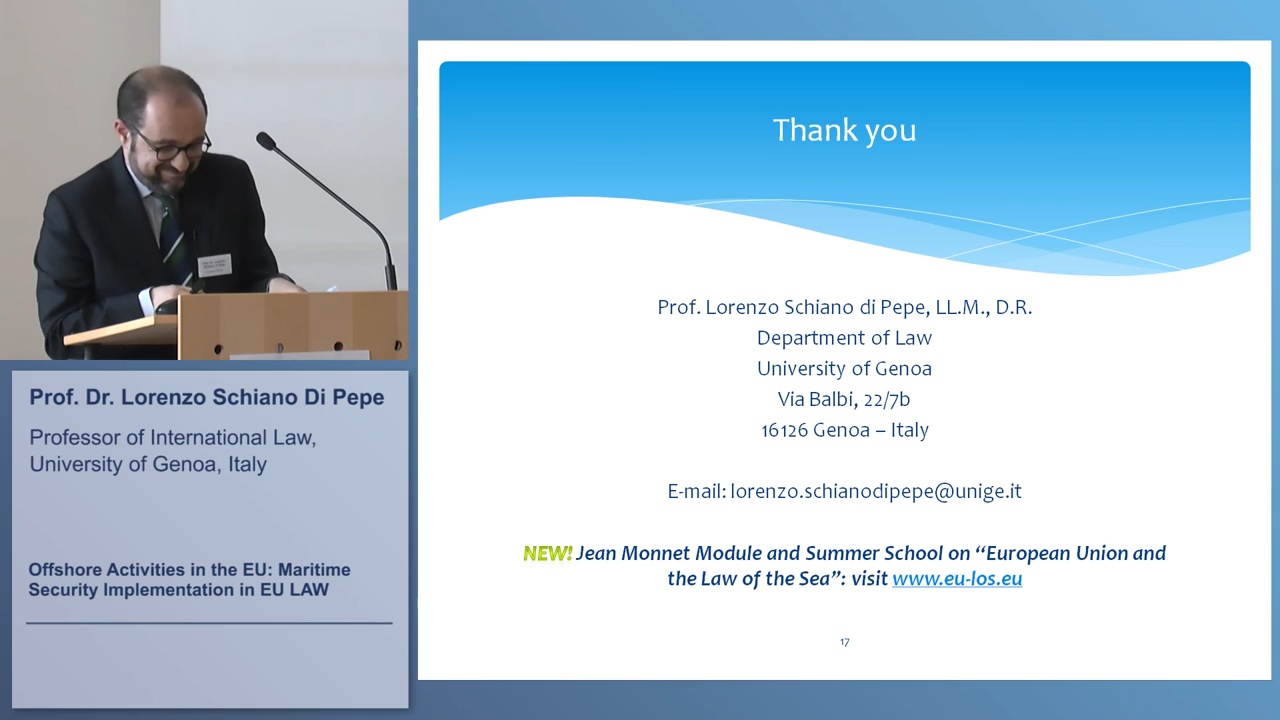 Prof. Dr. Lorenzo Schiano Di Pepe
Professor of International Law,
University of Genoa, Italy
Offshore Activities in the EU: Maritime
Security Implementation in EU LAW
Thank you
Prof. Lorenzo Schiano di Pepe, LL.M., D.R.
Department of Law
University of Genoa
Via Balbi, 22/7b
16126 Genoa – Italy
E-mail: lorenzo.schianodipepe@unige.it
NEW! Jean Monnet Module and Summer School on “European Union and
the Law of the Sea”: visit www.eu-los.eu
17